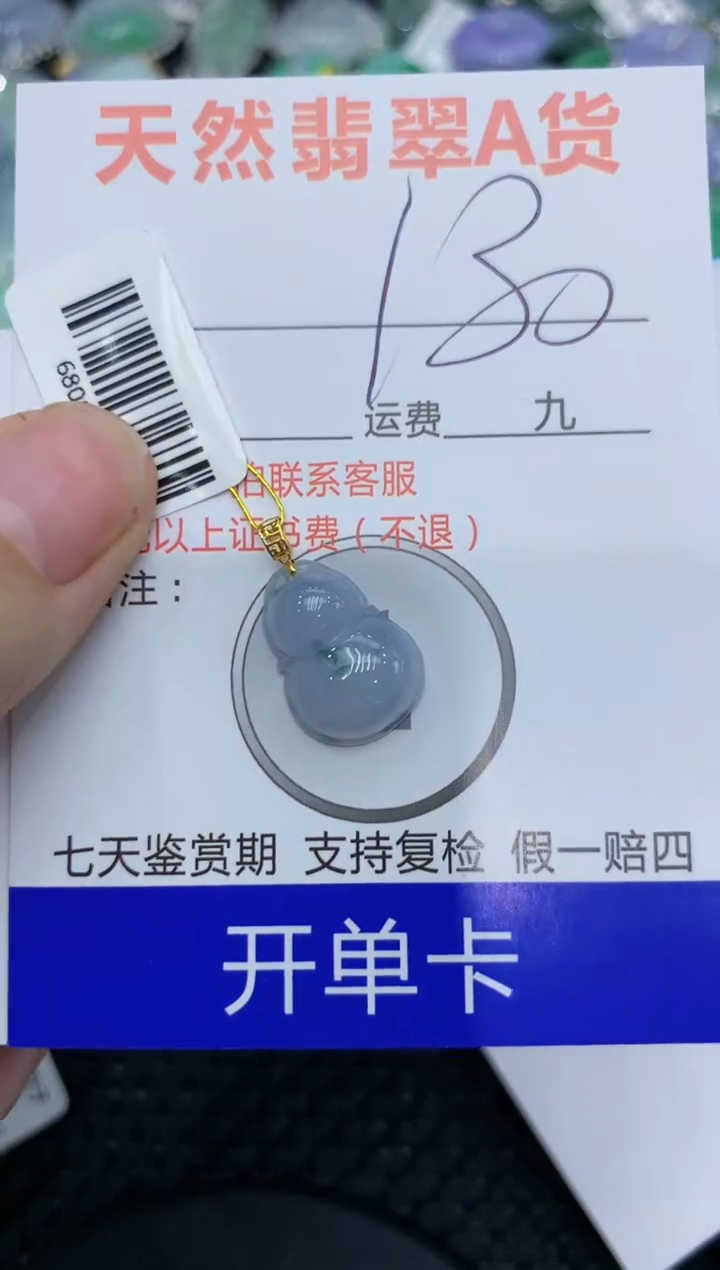 天然翡翠A货
130
680
运费 九
拍联系客服
以上证书费（不退）
注：
七天鉴赏期 支持复检 假一赔四
开单卡